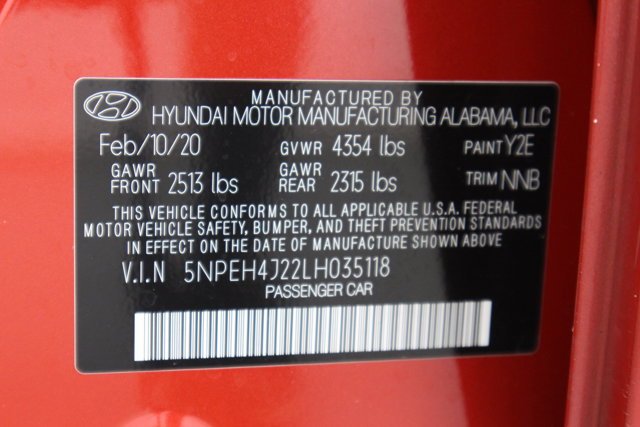 MANUFACTURED BY
HYUNDAI MOTOR MANUFACTURING ALABAMA, LLC
Feb/10/20 GVWR 4354 lbs PAINT Y2E
GAWR FRONT 2513 lbs GAWR REAR 2315 lbs TRIM NNB
THIS VEHICLE CONFORMS TO ALL APPLICABLE U.S.A. FEDERAL
MOTOR VEHICLE SAFETY, BUMPER, AND THEFT PREVENTION STANDARDS
IN EFFECT ON THE DATE OF MANUFACTURE SHOWN ABOVE.
V.I.N 5NPEH4J22LH035118
PASSENGER CAR